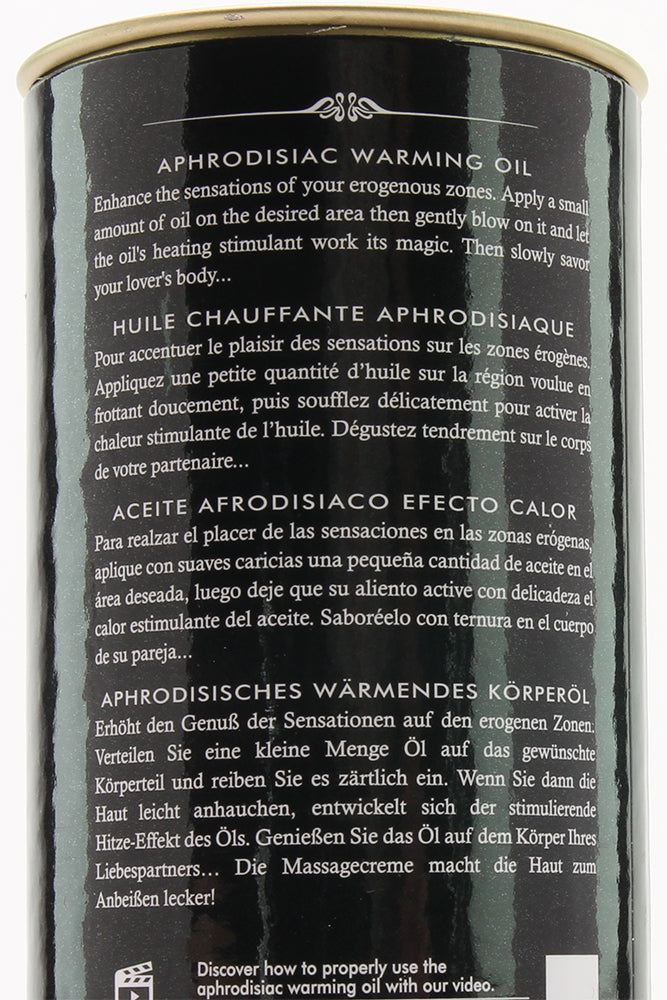 APHRODISIAC WARMING OIL
Enhance the sensations of your erogenous zones. Apply a small
amount of oil on the desired area then gently blow on it and let
the oil's heating stimulant work its magic. Then slowly savor
your lover's body...
HUILE CHAUFFANTE APHRODISIAQUE
Pour accentuer le plaisir des sensations sur les zones érogènes.
Appliquez une petite quantité d'huile sur la région voulue en
frottant doucement, puis soufflez délicatement pour activer la
chaleur stimulante de l'huile. Dégustez tendrement sur le corps
de votre partenaire...
ACEITE AFRODISIACO EFECTO CALOR
Para realzar el placer de las sensaciones en las zonas erógenas,
aplique con suaves caricias una pequeña cantidad de aceite en el
área deseada, luego deje que su aliento active con delicadeza el
calor estimulante del aceite. Saboréelo con ternura en el cuerpo
de su pareja...
APHRODISISCHES WÄRMENDES KÖRPERÖL
Erhöht den Genuß der Sensationen auf den erogenen Zonen.
Verteilen Sie eine kleine Menge Öl auf das gewünschte
Körperteil und reiben Sie es zärtlich ein. Wenn Sie dann die
Haut leicht anhauchen, entwickelt sich der stimulierende
Hitze-Effekt des Öls. Genießen Sie das Öl auf dem Körper Ihres
Liebespartners... Die Massagecreme macht die Haut zum
Anbeißen lecker!
Discover how to properly use the
aphrodisiac warming oil with our video.